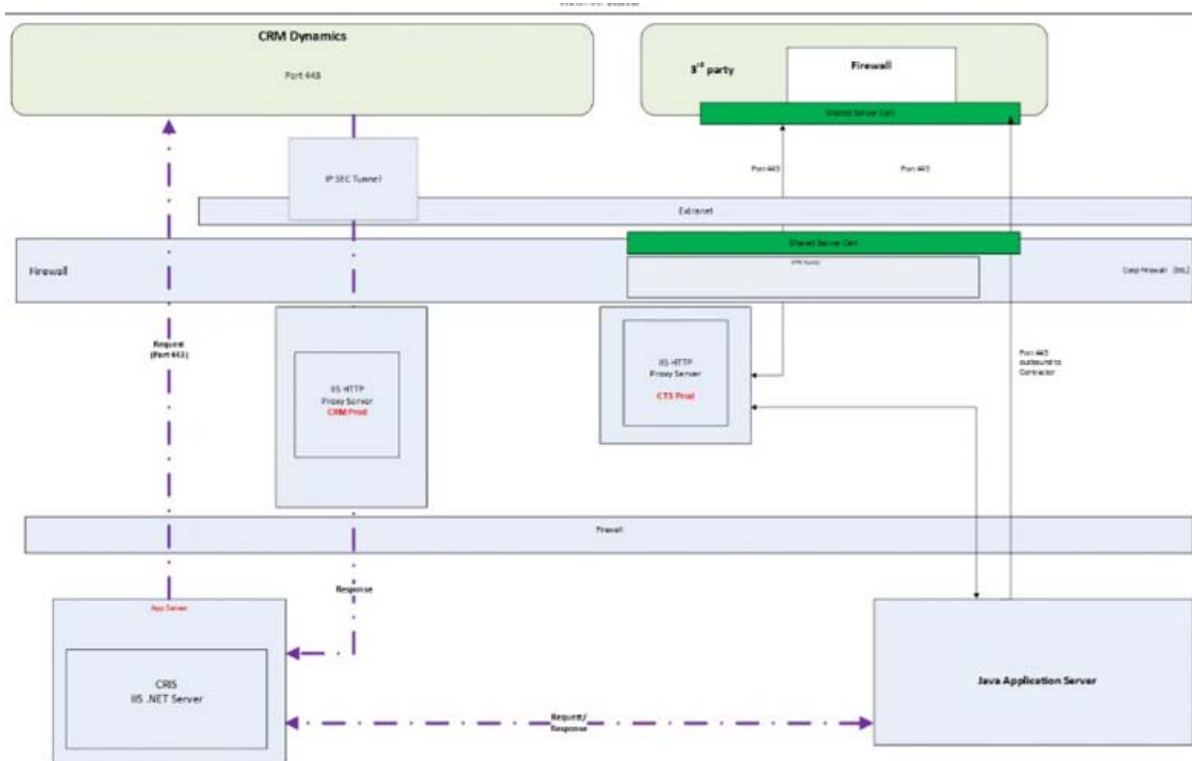 CRM Dynamics
Port 443
3rd party
Firewall
Shared Server Cert
Port 443
Port 443
IP SEC Tunnel
Extranet
Shared Server Cert
Firewall
Corp Firewall
Request
(Port 443)
IIS HTTP
Proxy Server
CRM Prod
IIS HTTP
Proxy Server
CTS Prod
Port 443
outbound to
Contractor
Firewall
Response
App Server
CRIS
IIS .NET Server
Java Application Server
Request/
Response